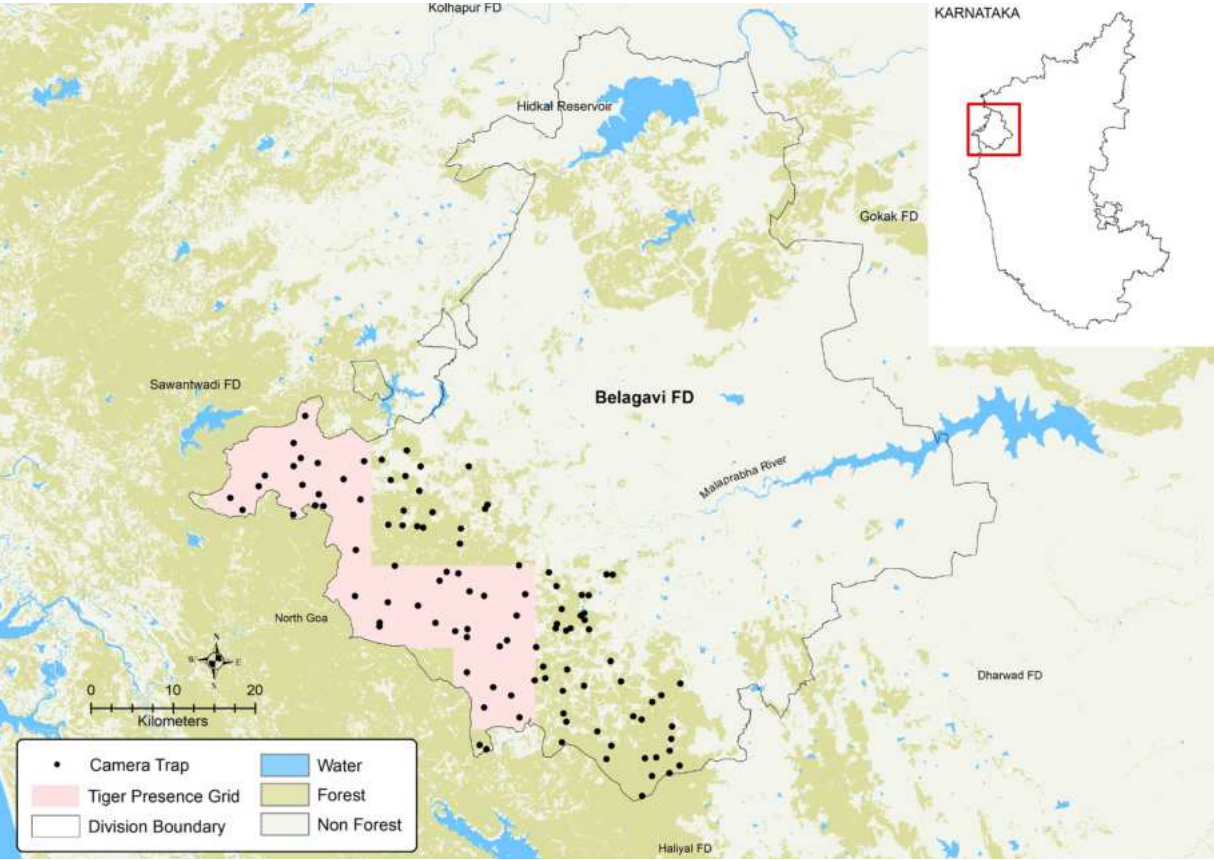 Kolhapur FD
KARNATAKA
Hidkal Reservoir
Gokak FD
Sawantwadi FD
Belagavi FD
Malaprabha River
North Goa
N
E
S
Dharwad FD
0 10 20
Kilometers
Camera Trap
Water
Tiger Presence Grid
Forest
Division Boundary
Non Forest
Haliyal FD